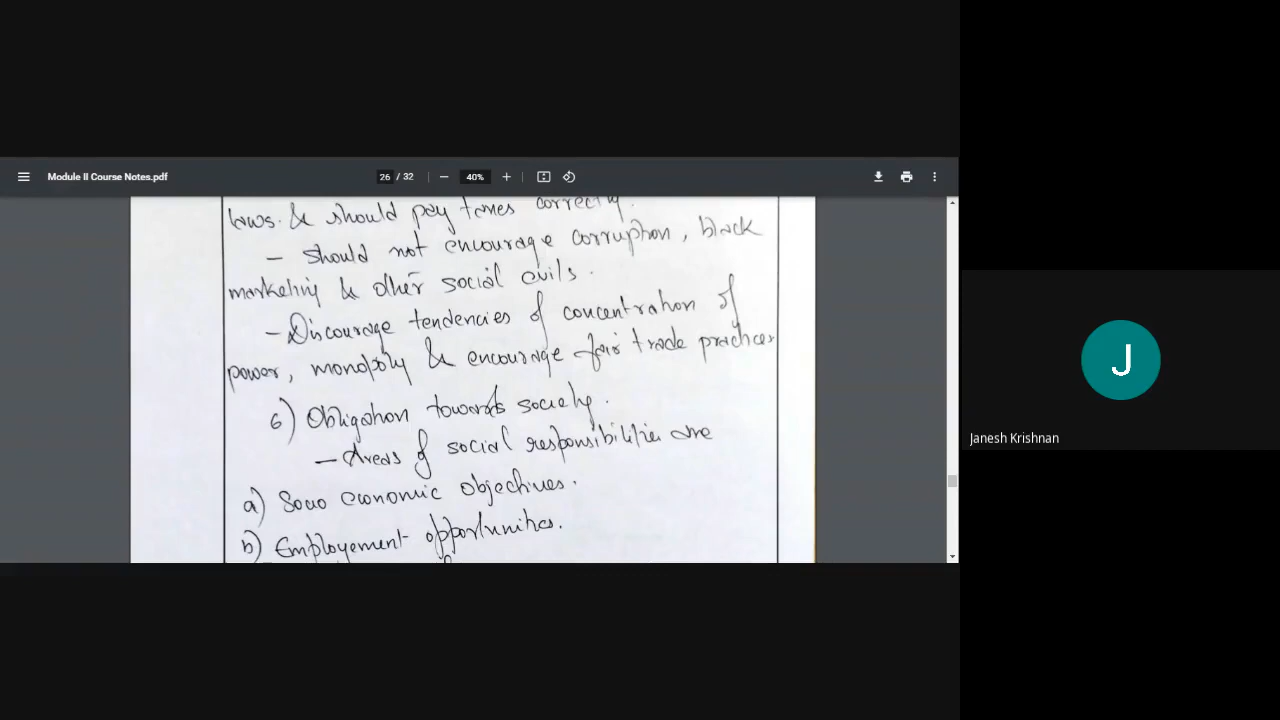 Module II Course Notes.pdf
26 / 32
40%
laws. & should pay taxes correctly.
- should not encourage corruption, black
marketing & other social evils.
- Discourage tendencies of concentration of
power, monopoly & encourage fair trade practices
6) Obligation towards society.
- Areas of social responsibilities are
a) Socio economic objectives.
b) Employement opportunities.
J
Janesh Krishnan